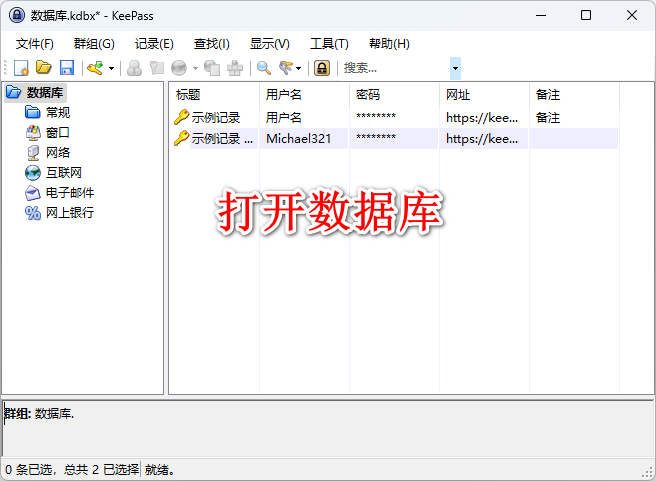 数据库.kdbx* - KeePass
文件(F) 群组(G) 记录(E) 查找(I) 显示(V) 工具(T) 帮助(H)
搜索...
数据库
常规
窗口
网络
互联网
电子邮件
网上银行
标题 用户名 密码 网址 备注
示例记录 用户名 ******** https://kee... 备注
示例记录 ... Michael321 ******** https://kee...
打开数据库
群组: 数据库.
0 条已选，总共 2 已选择 就绪。